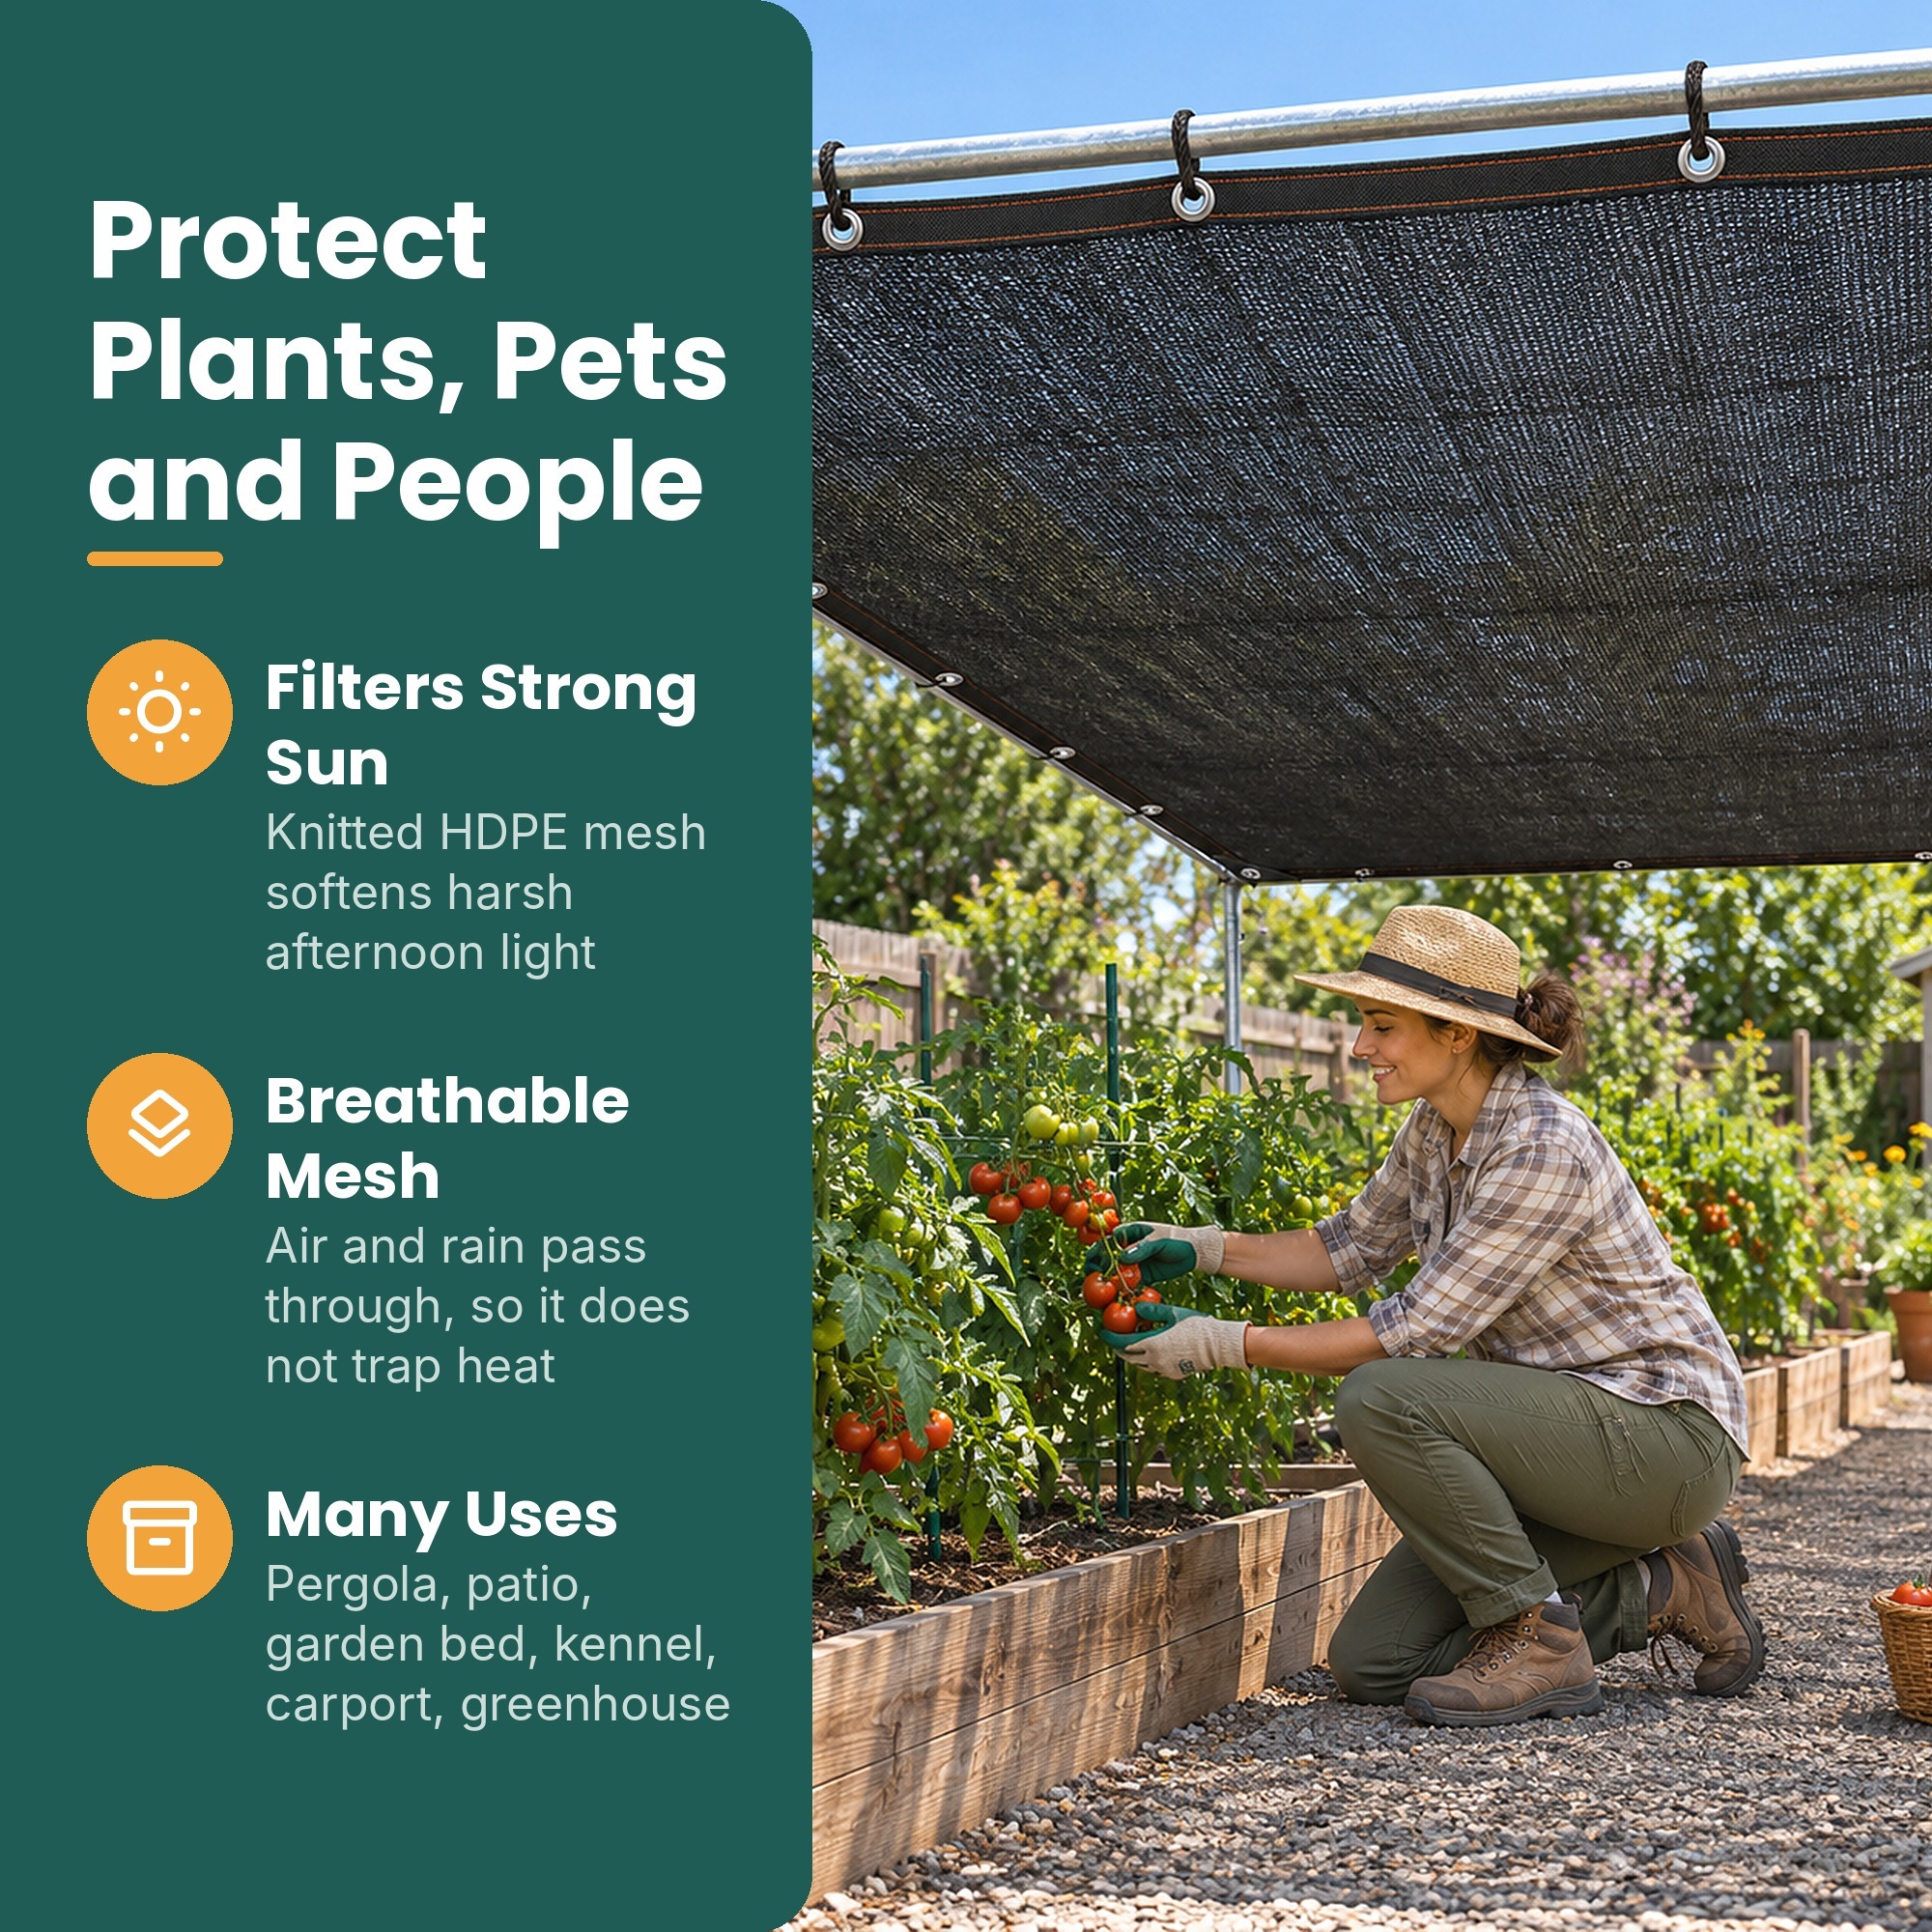 Protect
Plants, Pets
and People
Filters Strong
Sun
Knitted HDPE mesh
softens harsh
afternoon light
Breathable
Mesh
Air and rain pass
through, so it does
not trap heat
Many Uses
Pergola, patio,
garden bed, kennel,
carport, greenhouse